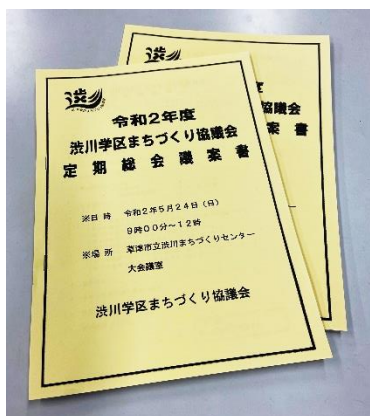 渋
令和2年度
渋川学区まちづくり協議会
定期総会議案書
※日 時 令和2年5月24日(日)
9時00分~12時
※場 所 草津市立渋川まちづくりセンター
大会議室
渋川学区まちづくり協議会
渋
度
協議会
案書